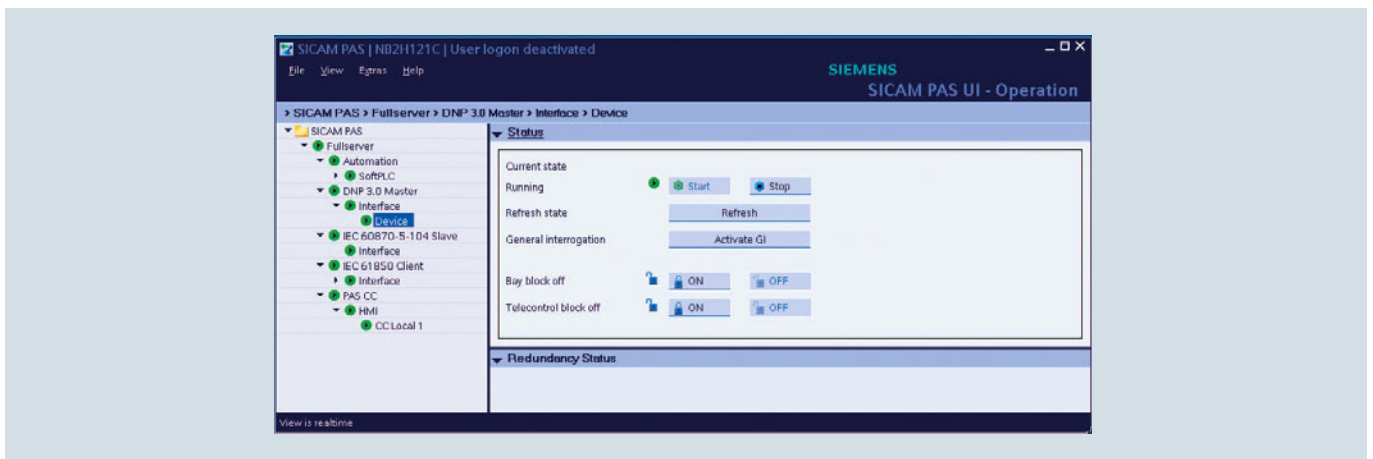 SICAM PAS | NB2H121C | User logon deactivated
File View Extras Help
SIEMENS
SICAM PAS UI - Operation
> SICAM PAS > Fullserver > DNP 3.0 Master > Interface > Device
SICAM PAS
Fullserver
Automation
SoftPLC
DNP 3.0 Master
Interface
Device
IEC 60870-5-104 Slave
Interface
IEC 61850 Client
Interface
PAS CC
HMI
CC Local 1
Status
Current state
Running Start Stop
Refresh state Refresh
General interrogation Activate GI
Bay block off ON OFF
Telecontrol block off ON OFF
Redundancy Status
View is realtime